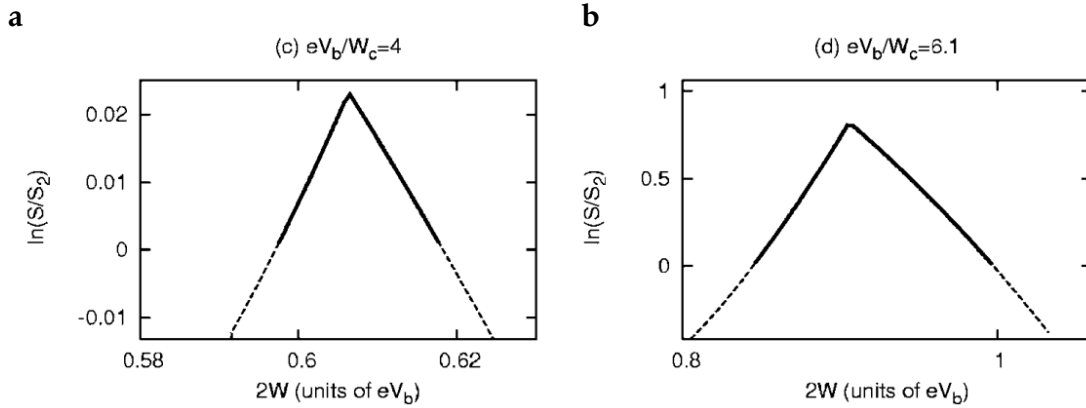 a
(c) eV_b/W_c=4
0.02
0.01
0
-0.01
ln(S/S_2)
0.58
0.6
0.62
2W (units of eV_b)
b
(d) eV_b/W_c=6.1
1
0.5
0
ln(S/S_2)
0.8
1
2W (units of eV_b)